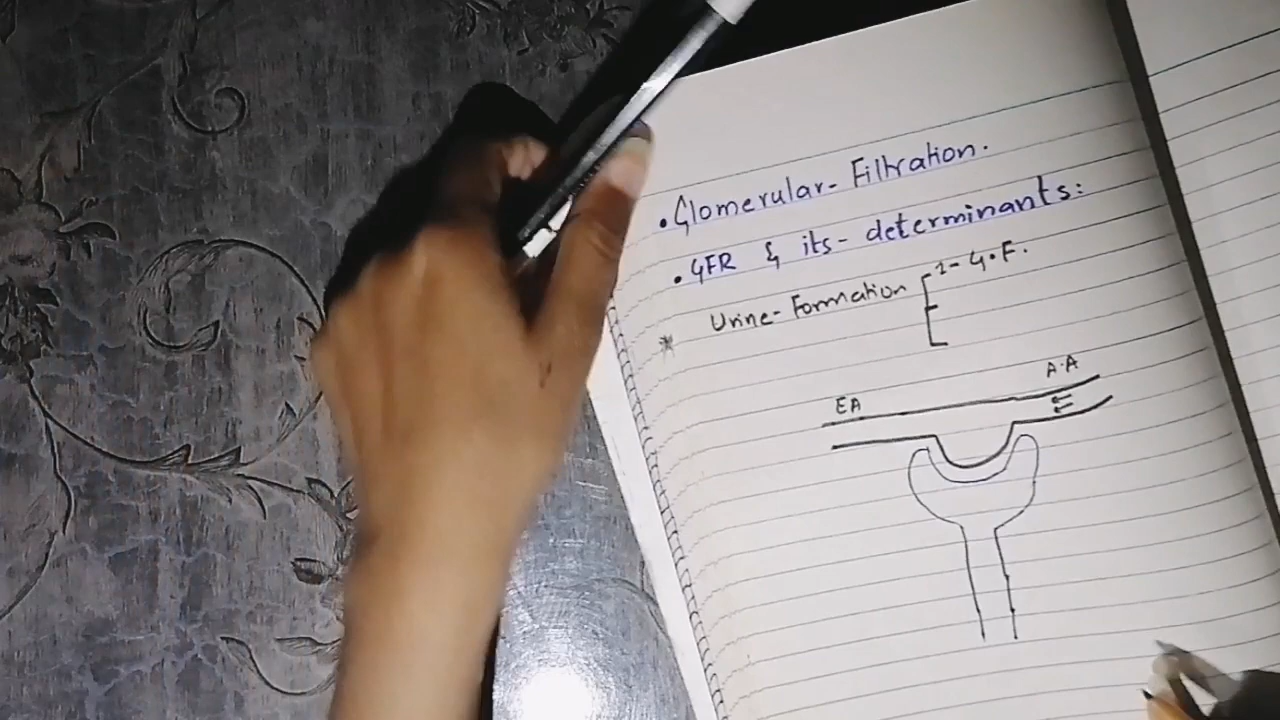 • Glomerular - Filtration.
• GFR & its - determinants:
* Urine - Formation [ 1 - G.F.
A.A
EA